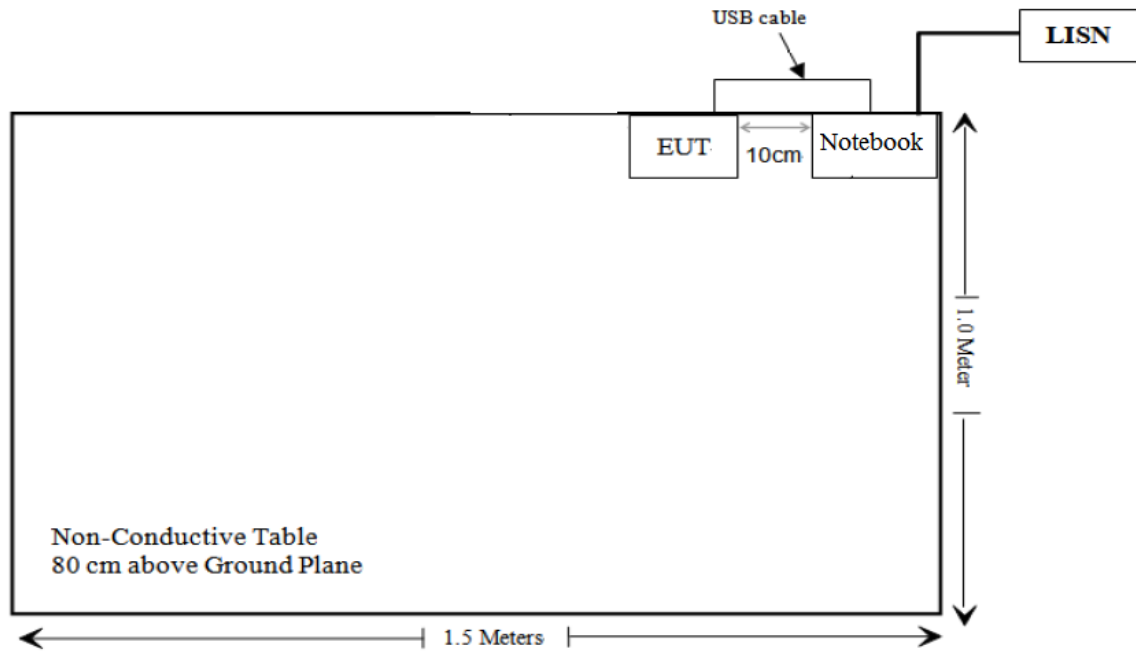 USB cable
LISN
EUT
10cm
Notebook
1.0 Meter
Non-Conductive Table
80 cm above Ground Plane
1.5 Meters